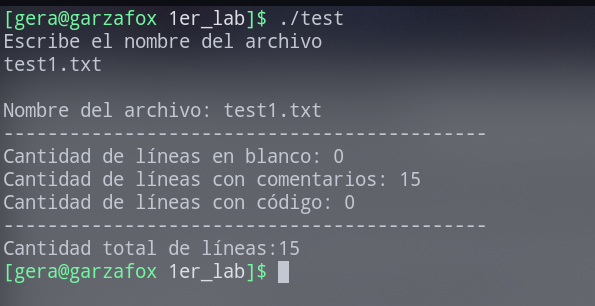 [gera@garzafox 1er_lab]$ ./test
Escribe el nombre del archivo
test1.txt
Nombre del archivo: test1.txt
--------------------------------------------
Cantidad de líneas en blanco: 0
Cantidad de líneas con comentarios: 15
Cantidad de líneas con código: 0
--------------------------------------------
Cantidad total de líneas:15
[gera@garzafox 1er_lab]$